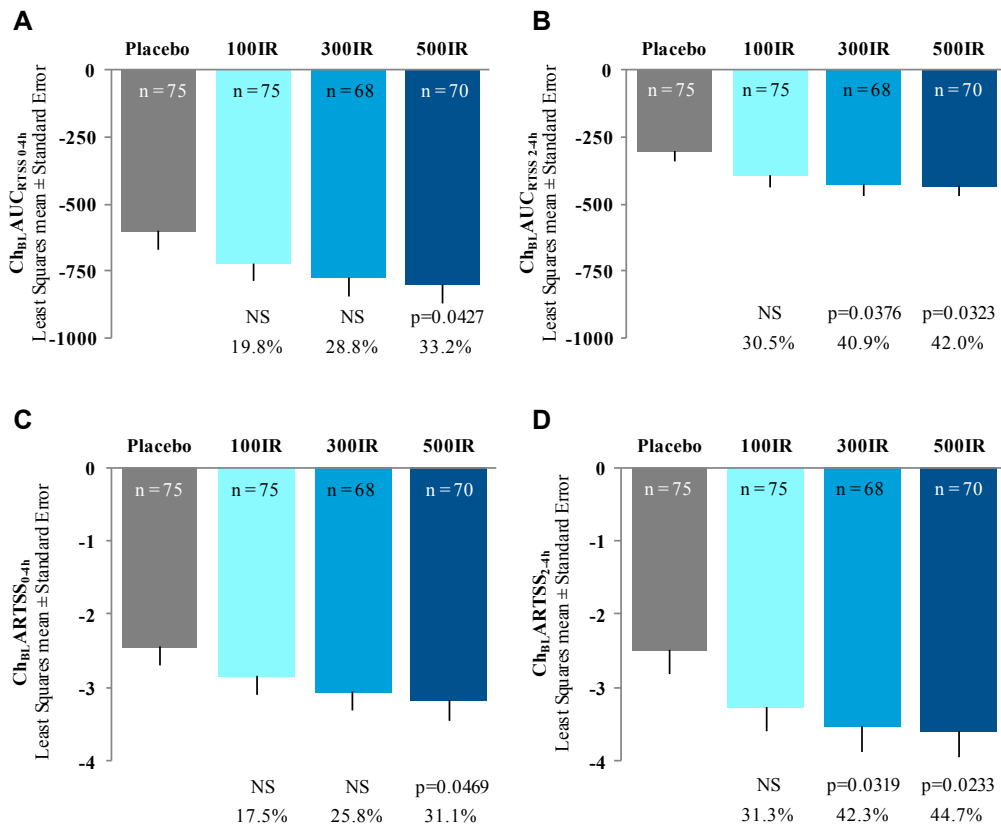 A
Placebo 100IR 300IR 500IR
0
-250
-500
-750
-1000
n = 75 n = 75 n = 68 n = 70
NS NS p=0.0427
19.8% 28.8% 33.2%
ChBLAUCRTSS 0-4h
Least Squares mean ± Standard Error
B
Placebo 100IR 300IR 500IR
0
-250
-500
-750
-1000
n = 75 n = 75 n = 68 n = 70
NS p=0.0376 p=0.0323
30.5% 40.9% 42.0%
ChBLAUCRTSS 2-4h
Least Squares mean ± Standard Error
C
Placebo 100IR 300IR 500IR
0
-1
-2
-3
-4
n = 75 n = 75 n = 68 n = 70
NS NS p=0.0469
17.5% 25.8% 31.1%
ChBLARTSS0-4h
Least Squares mean ± Standard Error
D
Placebo 100IR 300IR 500IR
0
-1
-2
-3
-4
n = 75 n = 75 n = 68 n = 70
NS p=0.0319 p=0.0233
31.3% 42.3% 44.7%
ChBLARTSS2-4h
Least Squares mean ± Standard Error